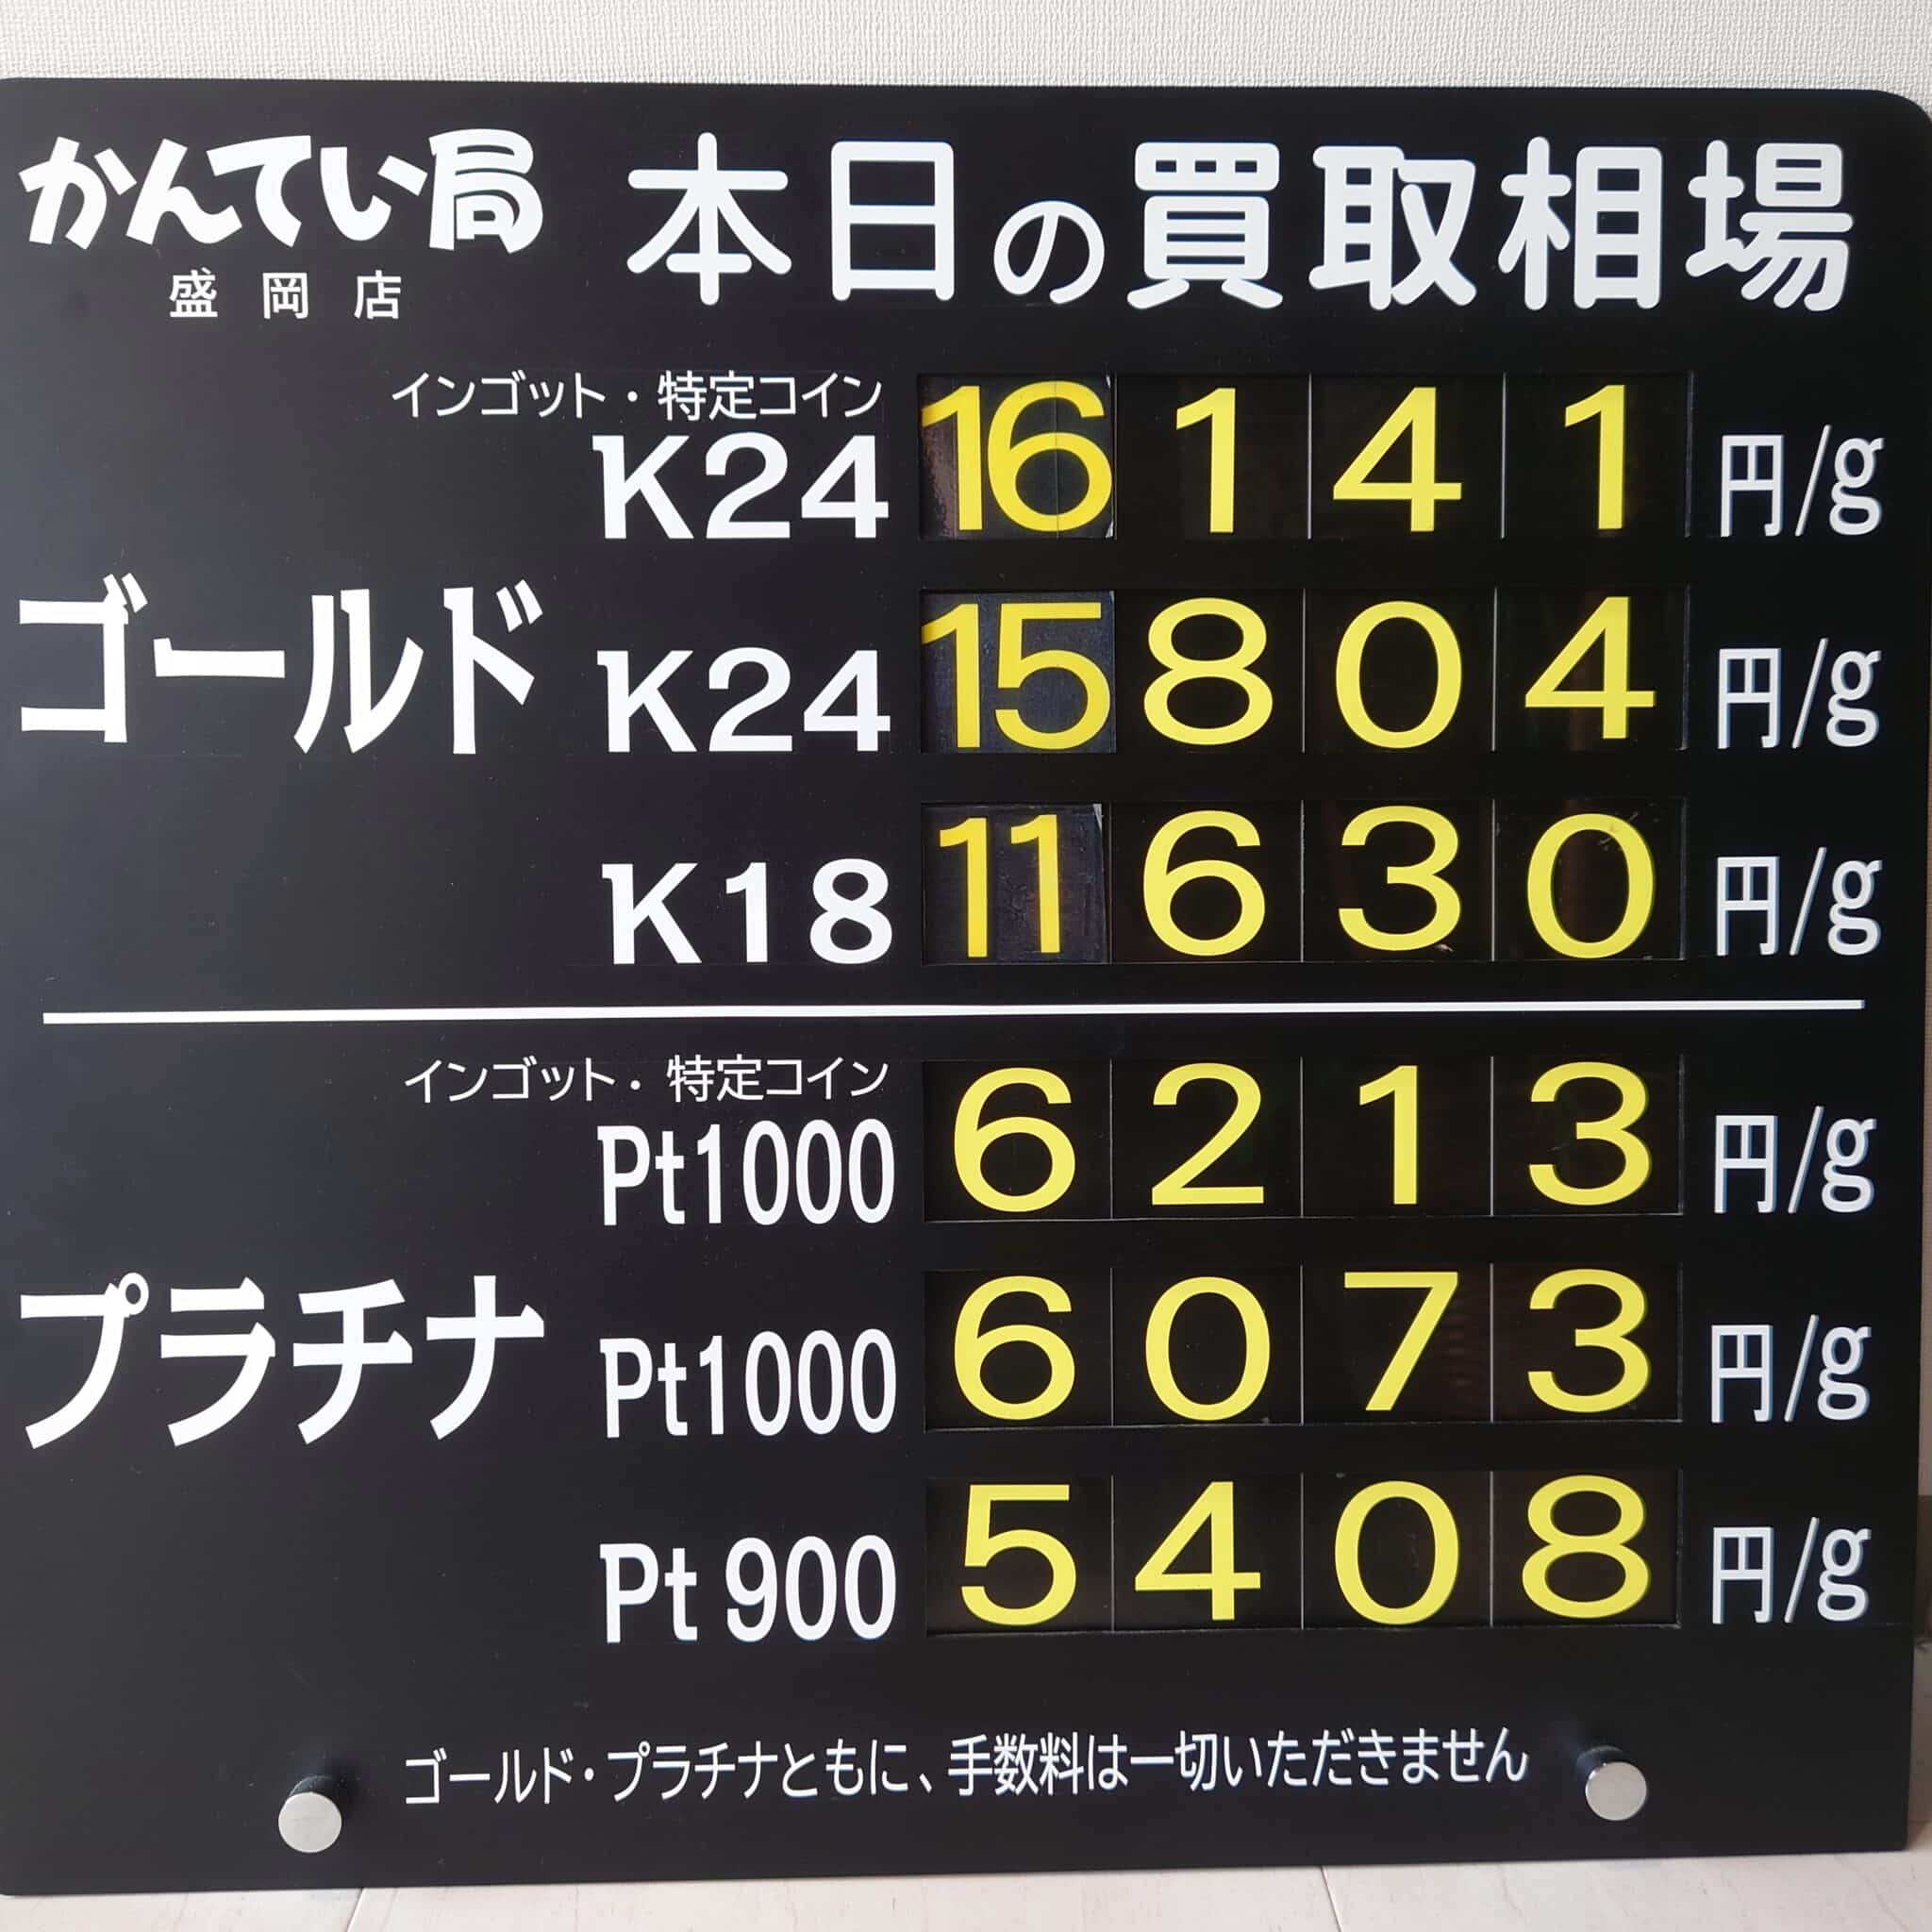 かんてい局 本日の買取相場
盛岡店
インゴット・特定コイン
K24 16141 円/g
ゴールド K24 15804 円/g
K18 11630 円/g
インゴット・特定コイン
Pt1000 6213 円/g
プラチナ Pt1000 6073 円/g
Pt 900 5408 円/g
ゴールド・プラチナともに、手数料は一切いただきません